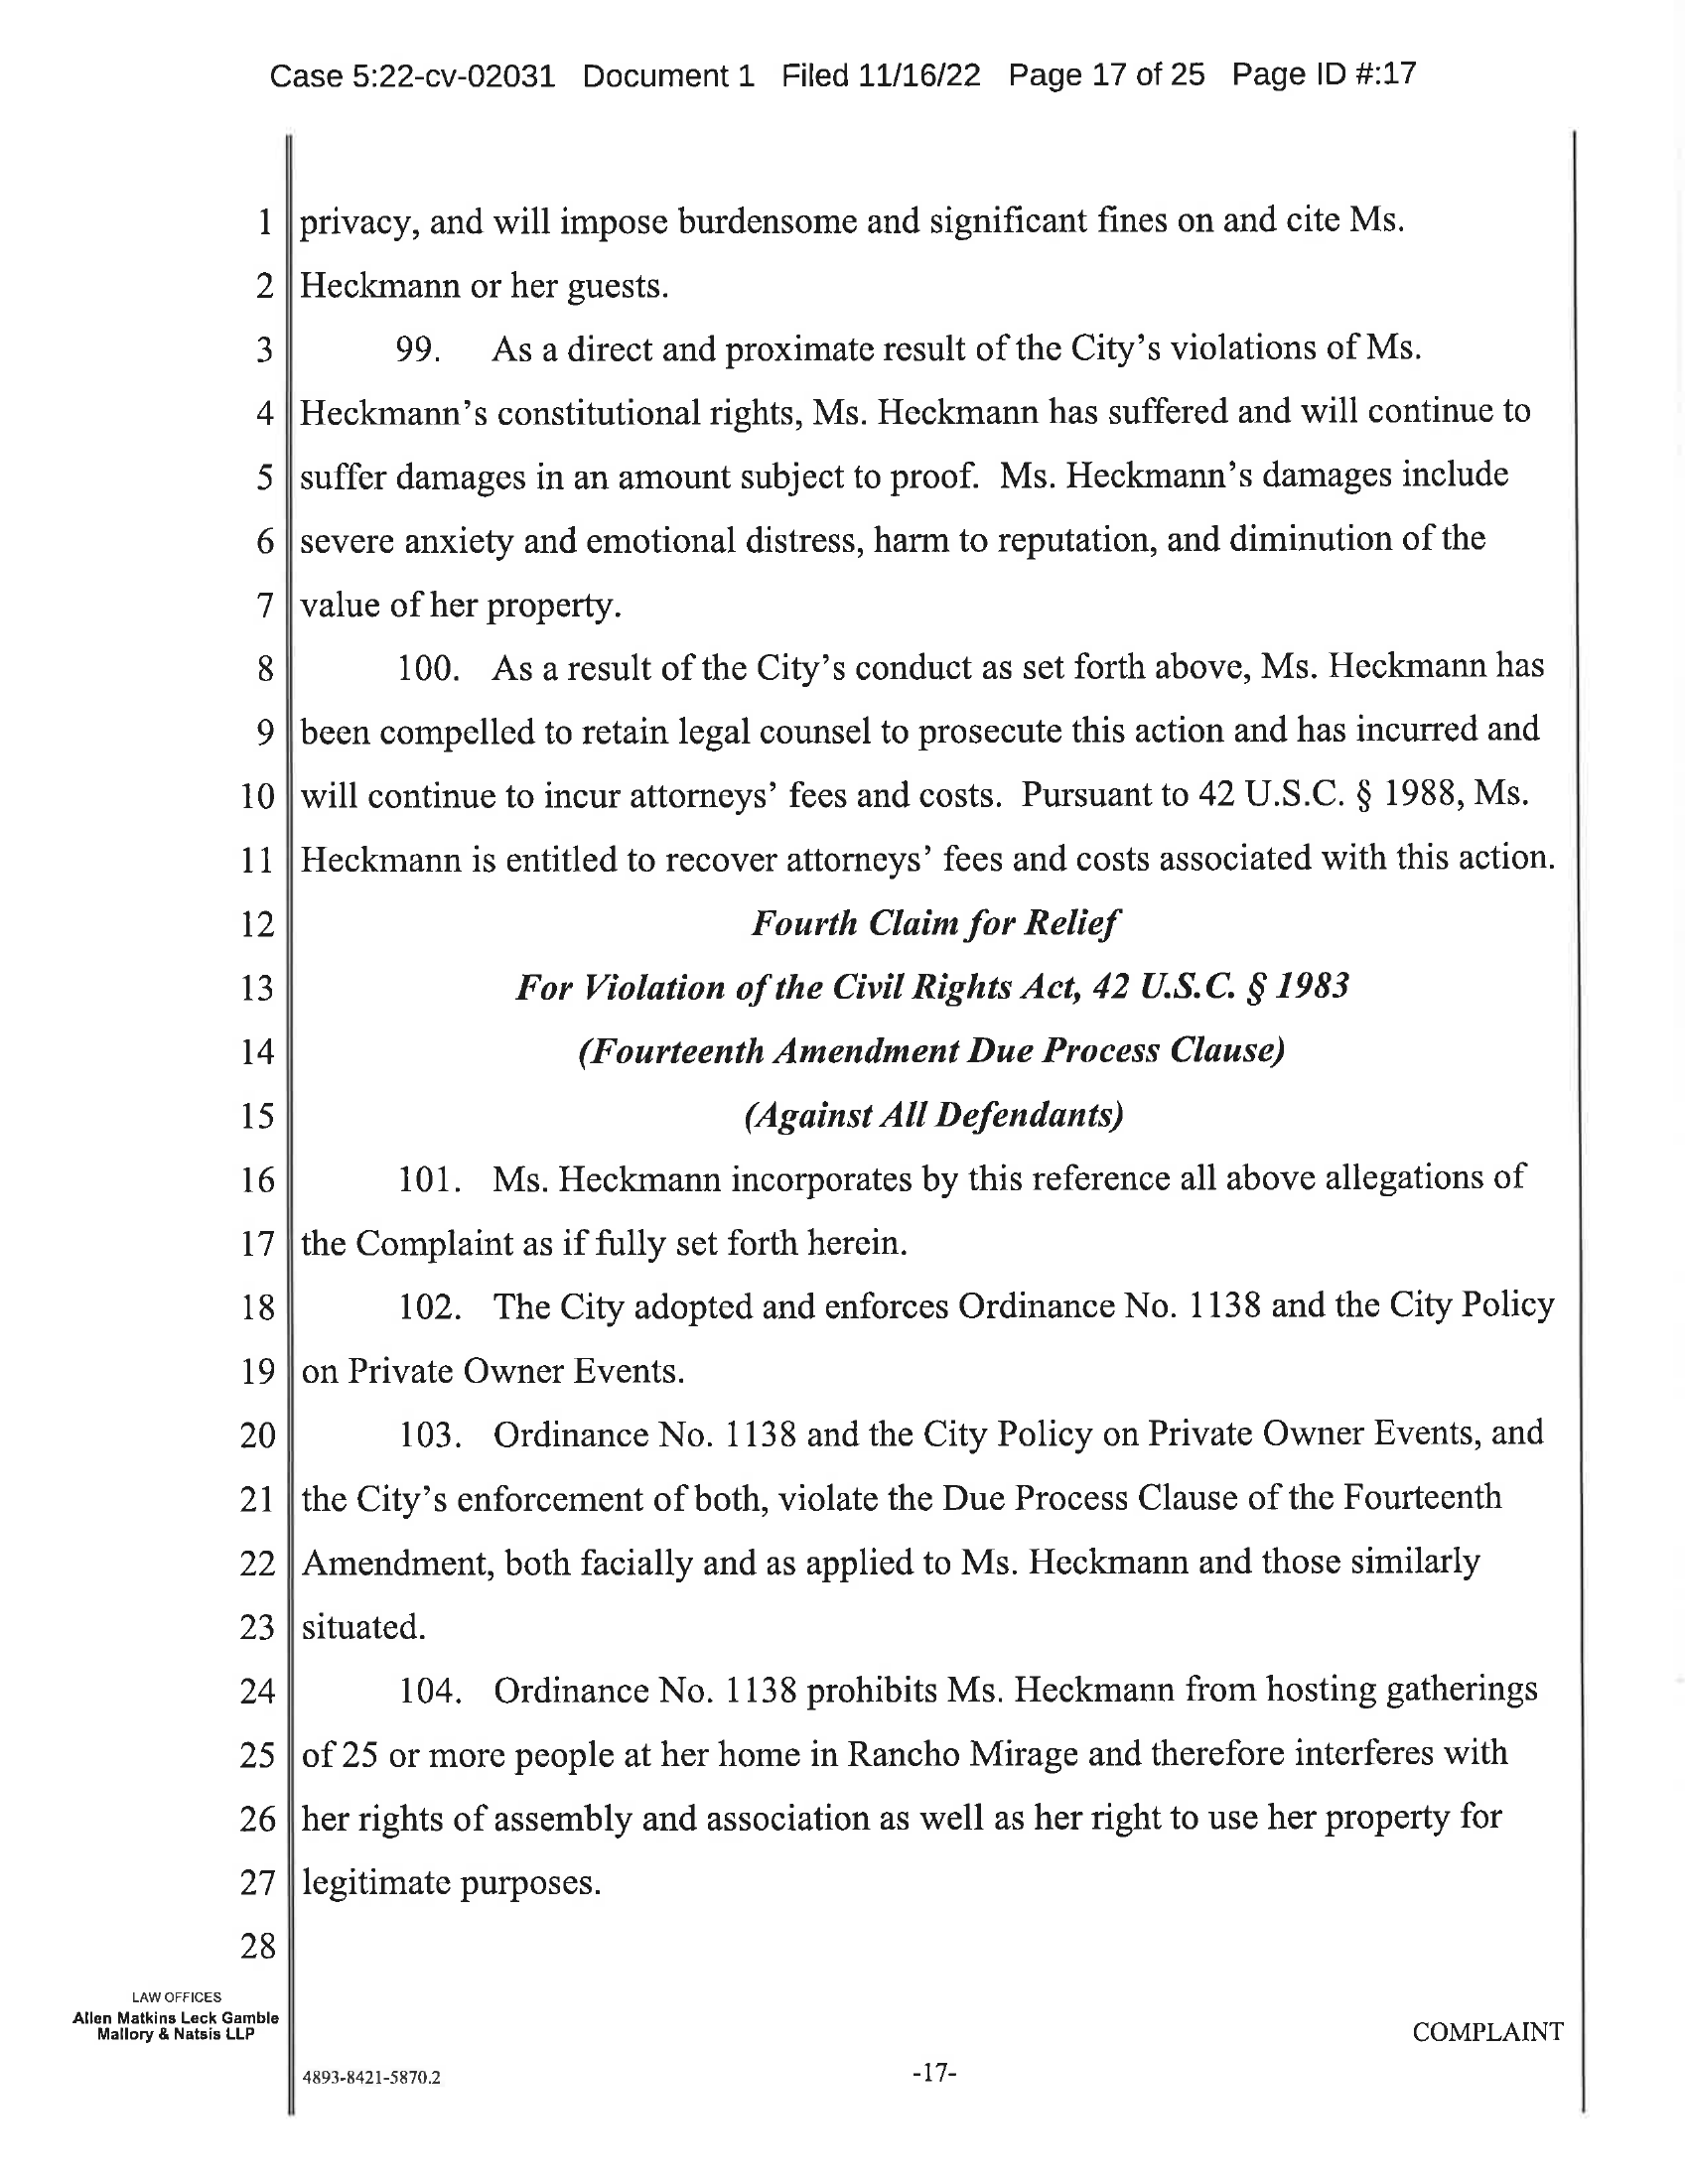 Case 5:22-cv-02031 Document 1 Filed 11/16/22 Page 17 of 25 Page ID #:17
1 privacy, and will impose burdensome and significant fines on and cite Ms.
2 Heckmann or her guests.
3 99. As a direct and proximate result of the City's violations of Ms.
4 Heckmann's constitutional rights, Ms. Heckmann has suffered and will continue to
5 suffer damages in an amount subject to proof. Ms. Heckmann's damages include
6 severe anxiety and emotional distress, harm to reputation, and diminution of the
7 value of her property.
8 100. As a result of the City's conduct as set forth above, Ms. Heckmann has
9 been compelled to retain legal counsel to prosecute this action and has incurred and
10 will continue to incur attorneys' fees and costs. Pursuant to 42 U.S.C. § 1988, Ms.
11 Heckmann is entitled to recover attorneys' fees and costs associated with this action.
12 Fourth Claim for Relief
13 For Violation of the Civil Rights Act, 42 U.S.C. § 1983
14 (Fourteenth Amendment Due Process Clause)
15 (Against All Defendants)
16 101. Ms. Heckmann incorporates by this reference all above allegations of
17 the Complaint as if fully set forth herein.
18 102. The City adopted and enforces Ordinance No. 1138 and the City Policy
19 on Private Owner Events.
20 103. Ordinance No. 1138 and the City Policy on Private Owner Events, and
21 the City's enforcement of both, violate the Due Process Clause of the Fourteenth
22 Amendment, both facially and as applied to Ms. Heckmann and those similarly
23 situated.
24 104. Ordinance No. 1138 prohibits Ms. Heckmann from hosting gatherings
25 of 25 or more people at her home in Rancho Mirage and therefore interferes with
26 her rights of assembly and association as well as her right to use her property for
27 legitimate purposes.
28
LAW OFFICES
Allen Matkins Leck Gamble
Mallory & Natsis LLP
COMPLAINT
4893-8421-5870.2
-17-